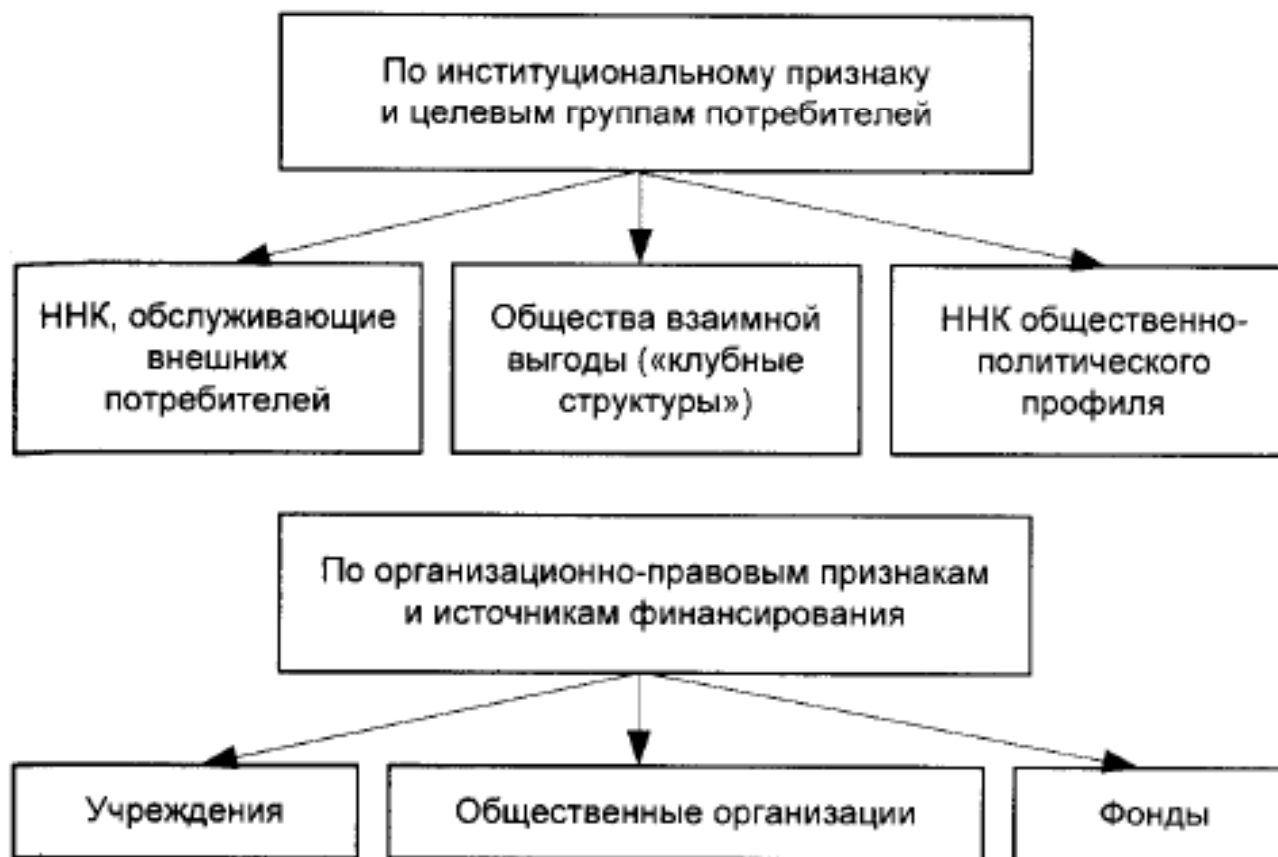 По институциональному признаку
и целевым группам потребителей
ННК, обслуживающие
внешних
потребителей
Общества взаимной
выгоды («клубные
структуры»)
ННК общественно-
политического
профиля
По организационно-правовым признакам
и источникам финансирования
Учреждения
Общественные организации
Фонды